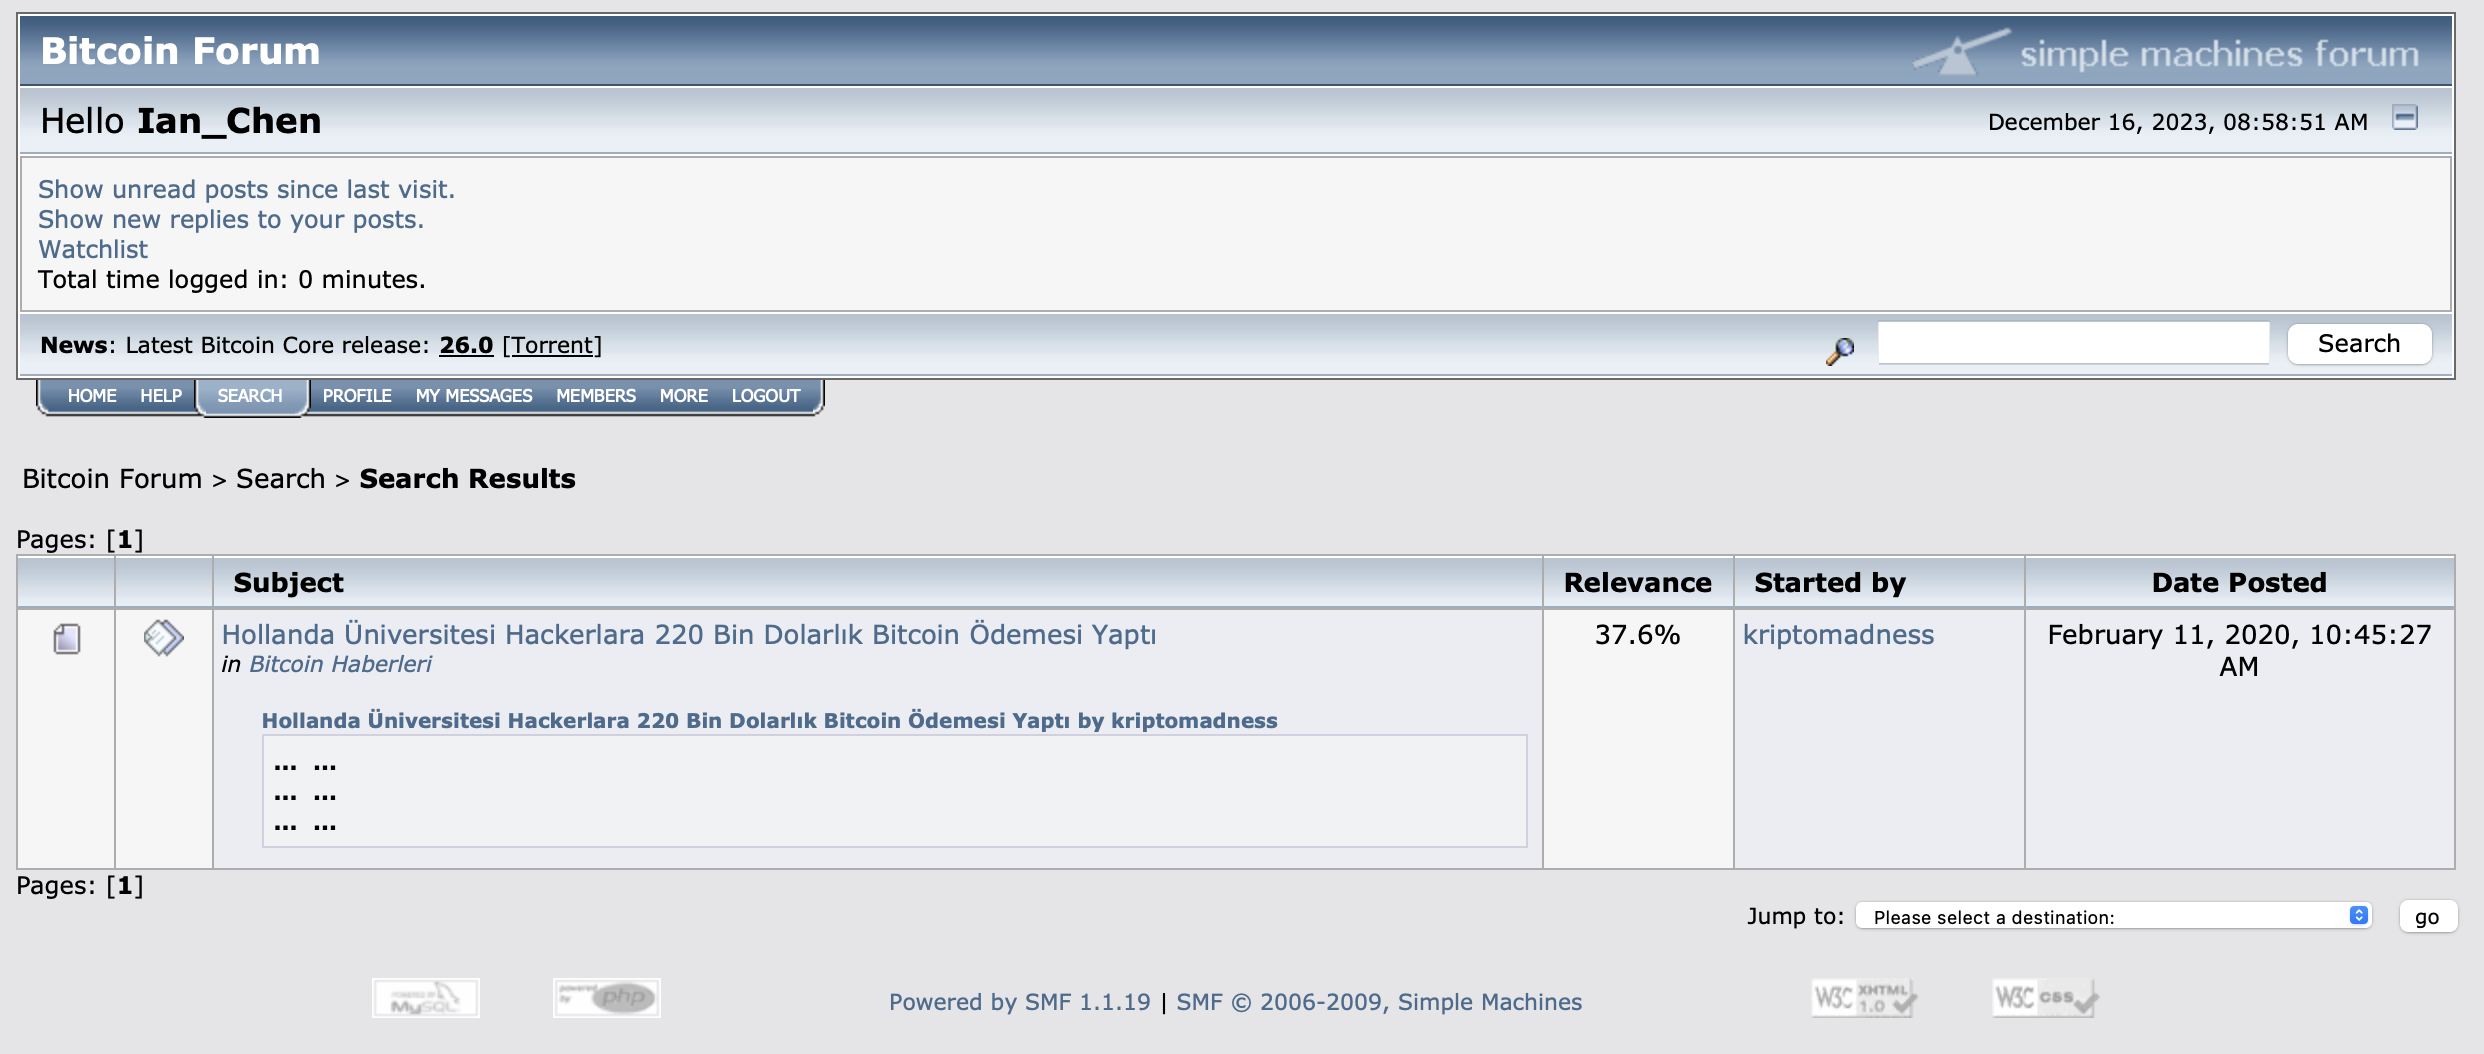 Bitcoin Forum
simple machines forum
Hello Ian_Chen
December 16, 2023, 08:58:51 AM
Show unread posts since last visit.
Show new replies to your posts.
Watchlist
Total time logged in: 0 minutes.
News: Latest Bitcoin Core release: 26.0 [Torrent]
Search
HOME HELP SEARCH PROFILE MY MESSAGES MEMBERS MORE LOGOUT
Bitcoin Forum > Search > Search Results
Pages: [1]
Subject Relevance Started by Date Posted
Hollanda Üniversitesi Hackerlara 220 Bin Dolarlık Bitcoin Ödemesi Yaptı
in Bitcoin Haberleri
37.6%
kriptomadness
February 11, 2020, 10:45:27
AM
Hollanda Üniversitesi Hackerlara 220 Bin Dolarlık Bitcoin Ödemesi Yaptı by kriptomadness
... ...
... ...
... ...
Pages: [1]
Jump to: Please select a destination: go
POWERED BY
MySQL
powered by php
Powered by SMF 1.1.19 | SMF © 2006-2009, Simple Machines
W3C XHTML 1.0
W3C css